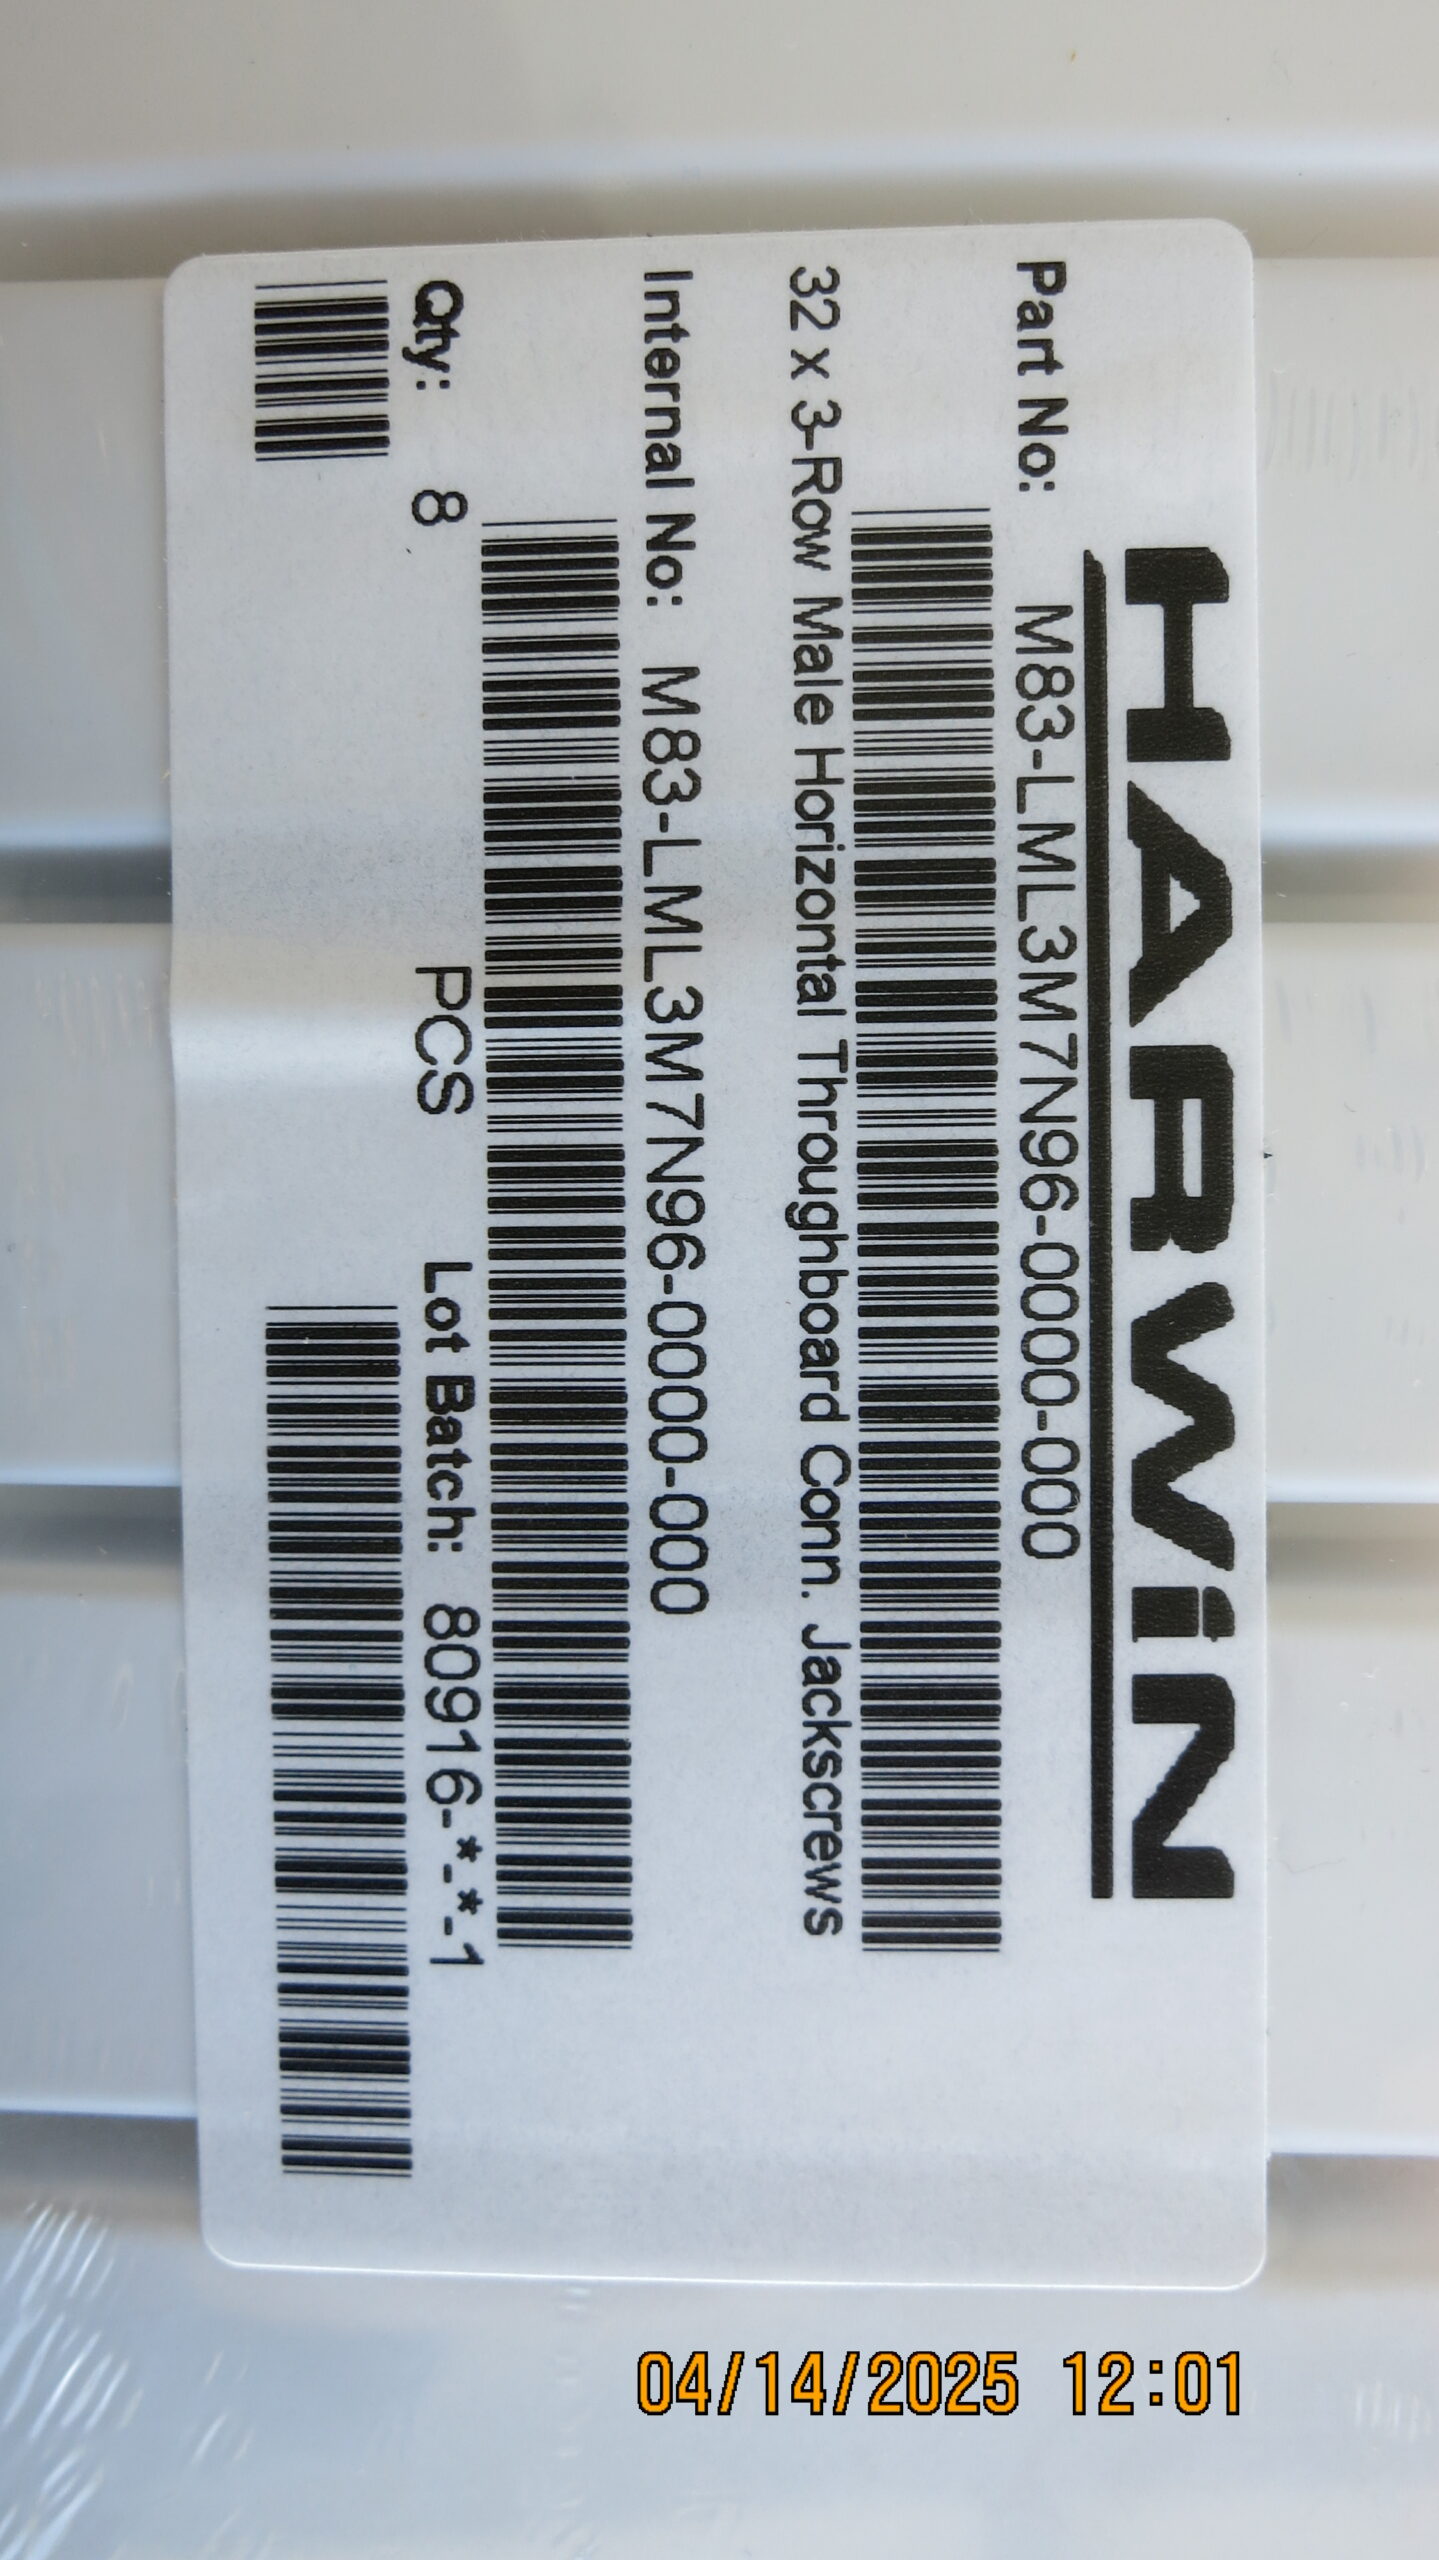 HARWiN
Part No: M83-LML3M7N96-0000-000
32 x 3-Row Male Horizontal Throughboard Conn. Jackscrews
Internal No: M83-LML3M7N96-0000-000
Qty: 8 PCS Lot Batch: 80916-*-*-1
04/14/2025 12:01